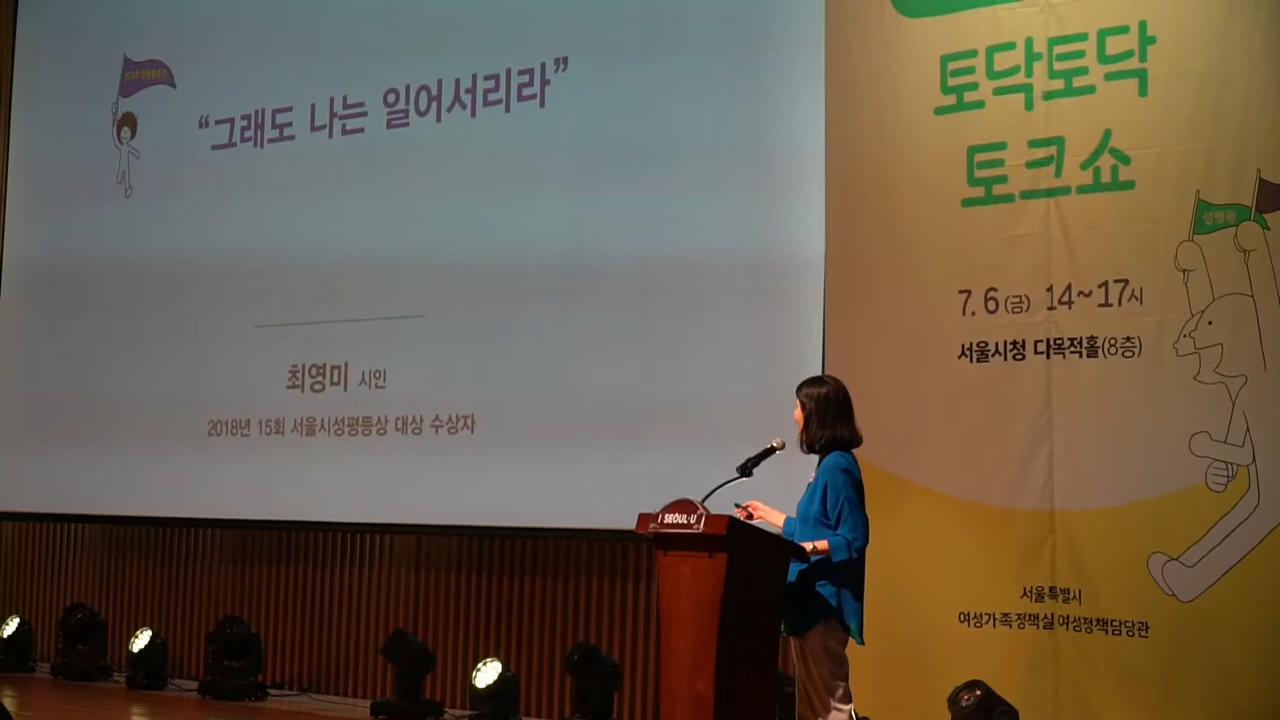 “그래도 나는 일어서리라”
최영미 시인
2018년 15회 서울시성평등상 대상 수상자
I SEOUL·U
토닥토닥
토크쇼
성평등
7. 6(금) 14~17시
서울시청 다목적홀(8층)
서울특별시
여성가족정책실 여성정책담당관